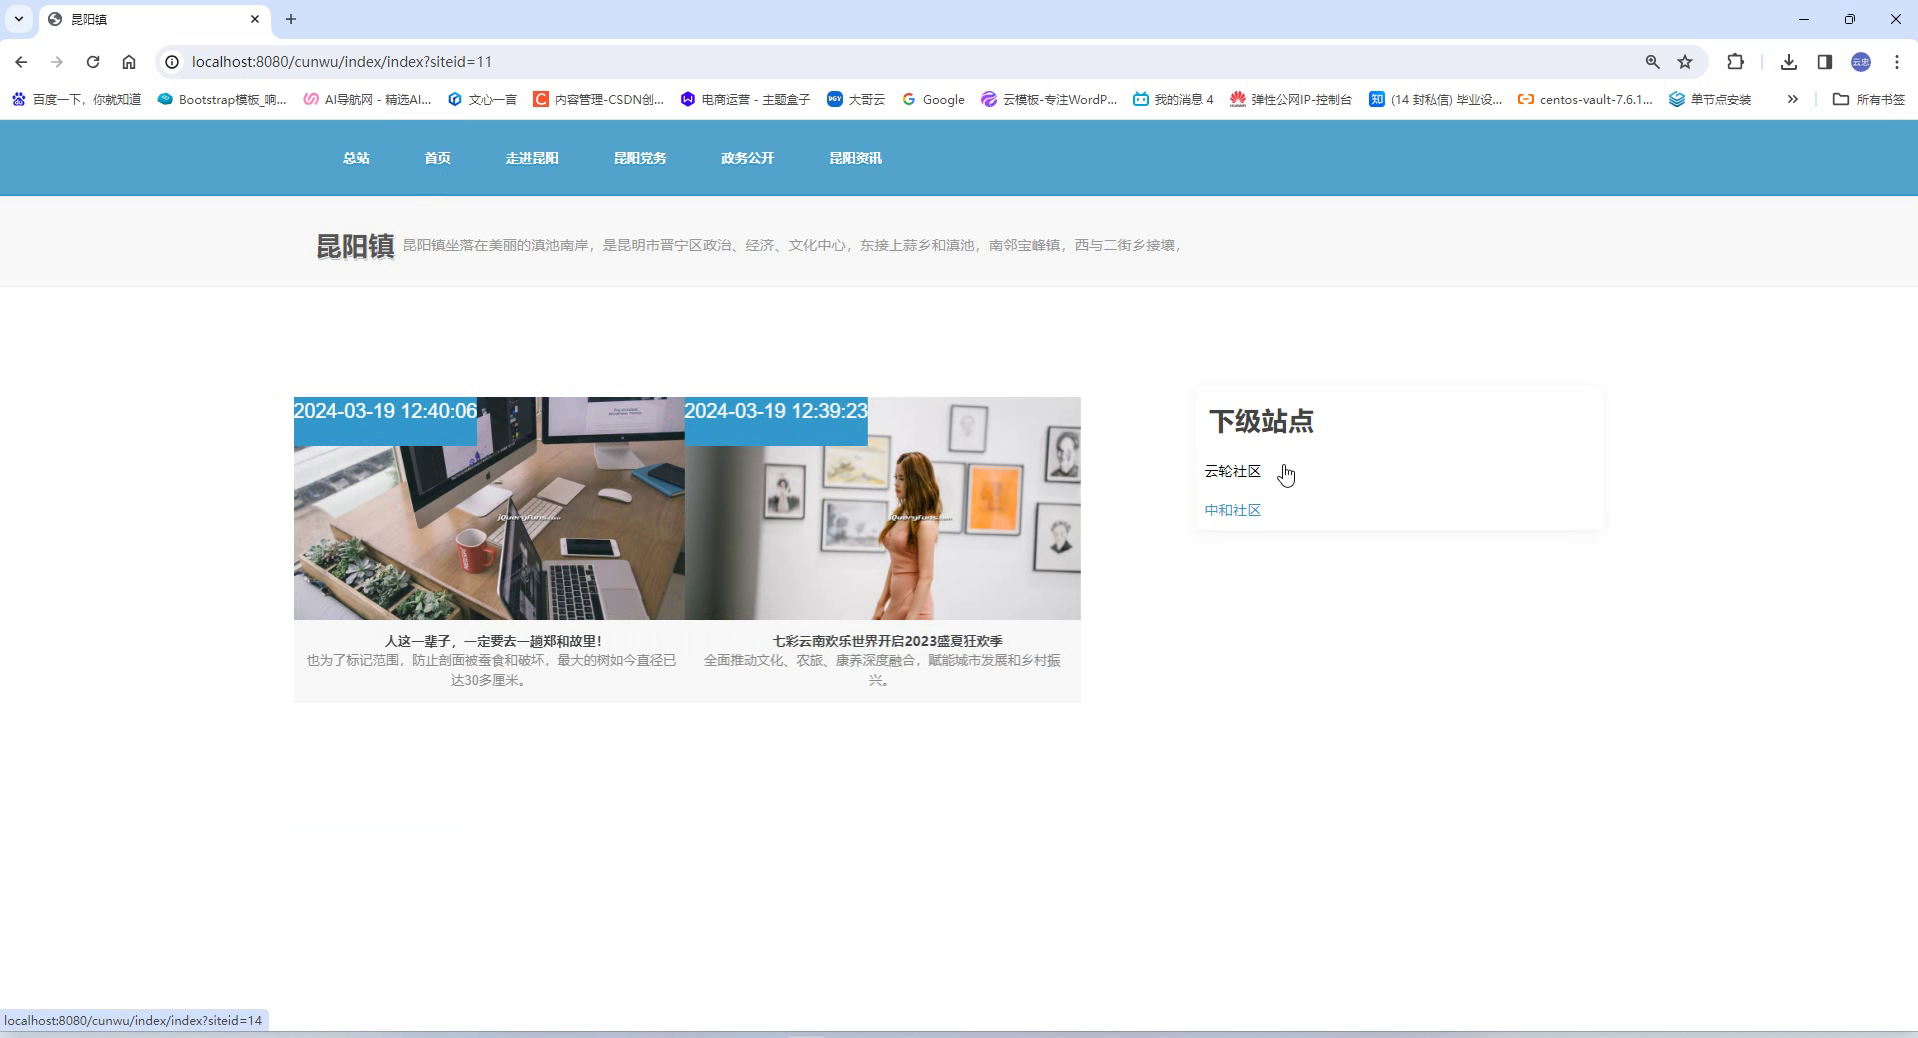 昆阳镇
localhost:8080/cunwu/index/index?siteid=11
百度一下，你就知道
Bootstrap模板_响...
AI导航网 - 精选AI...
文心一言
内容管理-CSDN创...
电商运营 - 主题盒子
大哥云
Google
云模板-专注WordP...
我的消息 4
弹性公网IP-控制台
(14 封私信) 毕业设...
centos-vault-7.6.1...
单节点安装
所有书签
总站
首页
走进昆阳
昆阳党务
政务公开
昆阳资讯
昆阳镇 昆阳镇坐落在美丽的滇池南岸，是昆明市晋宁区政治、经济、文化中心，东接上蒜乡和滇池，南邻宝峰镇，西与二街乡接壤，
2024-03-19 12:40:06
人这一辈子，一定要去一趟郑和故里！
也为了标记范围，防止剖面被蚕食和破坏，最大的树如今直径已
达30多厘米。
2024-03-19 12:39:23
七彩云南欢乐世界开启2023盛夏狂欢季
全面推动文化、农旅、康养深度融合，赋能城市发展和乡村振
兴。
下级站点
云轮社区
中和社区
localhost:8080/cunwu/index/index?siteid=14